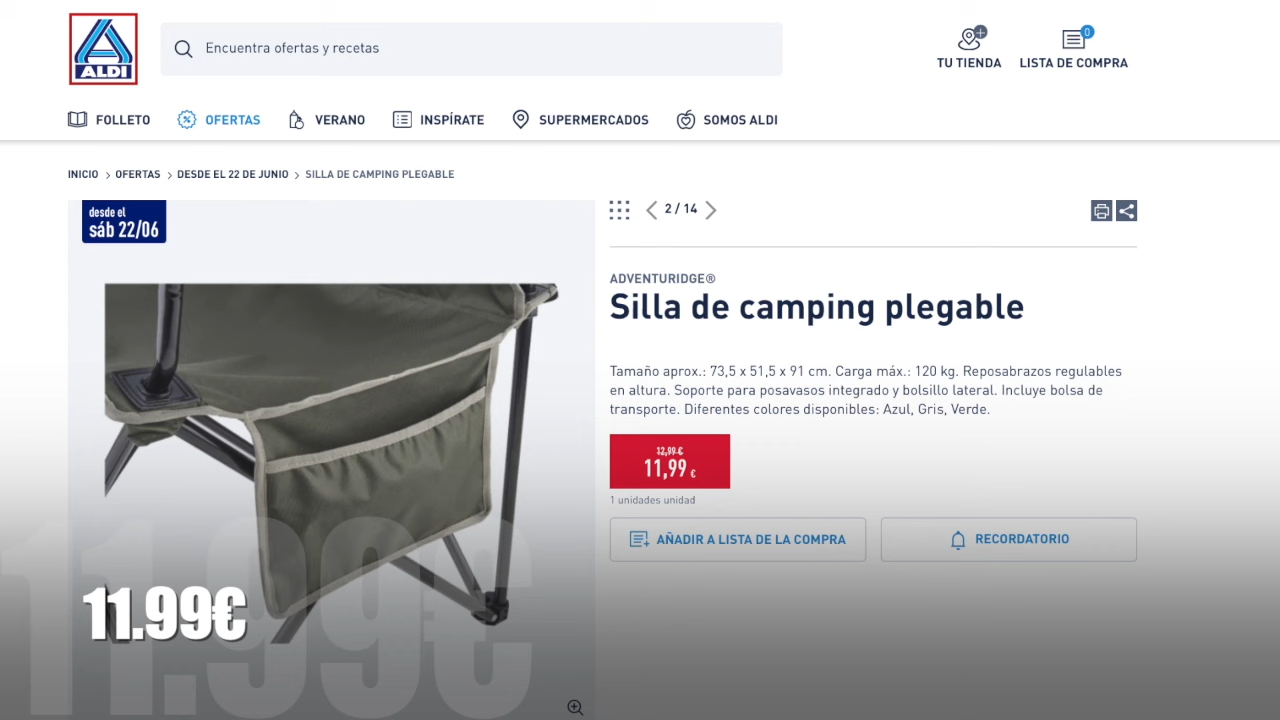 ALDI
Encuentra ofertas y recetas
0
TU TIENDA
LISTA DE COMPRA
FOLLETO
OFERTAS
VERANO
INSPÍRATE
SUPERMERCADOS
SOMOS ALDI
INICIO > OFERTAS > DESDE EL 22 DE JUNIO > SILLA DE CAMPING PLEGABLE
desde el
sáb 22/06
2 / 14
ADVENTURIDGE®
Silla de camping plegable
Tamaño aprox.: 73,5 x 51,5 x 91 cm. Carga máx.: 120 kg. Reposabrazos regulables
en altura. Soporte para posavasos integrado y bolsillo lateral. Incluye bolsa de
transporte. Diferentes colores disponibles: Azul, Gris, Verde.
12,99 €
11,99 €
1 unidades unidad
AÑADIR A LISTA DE LA COMPRA
RECORDATORIO
11.99€
11.99€